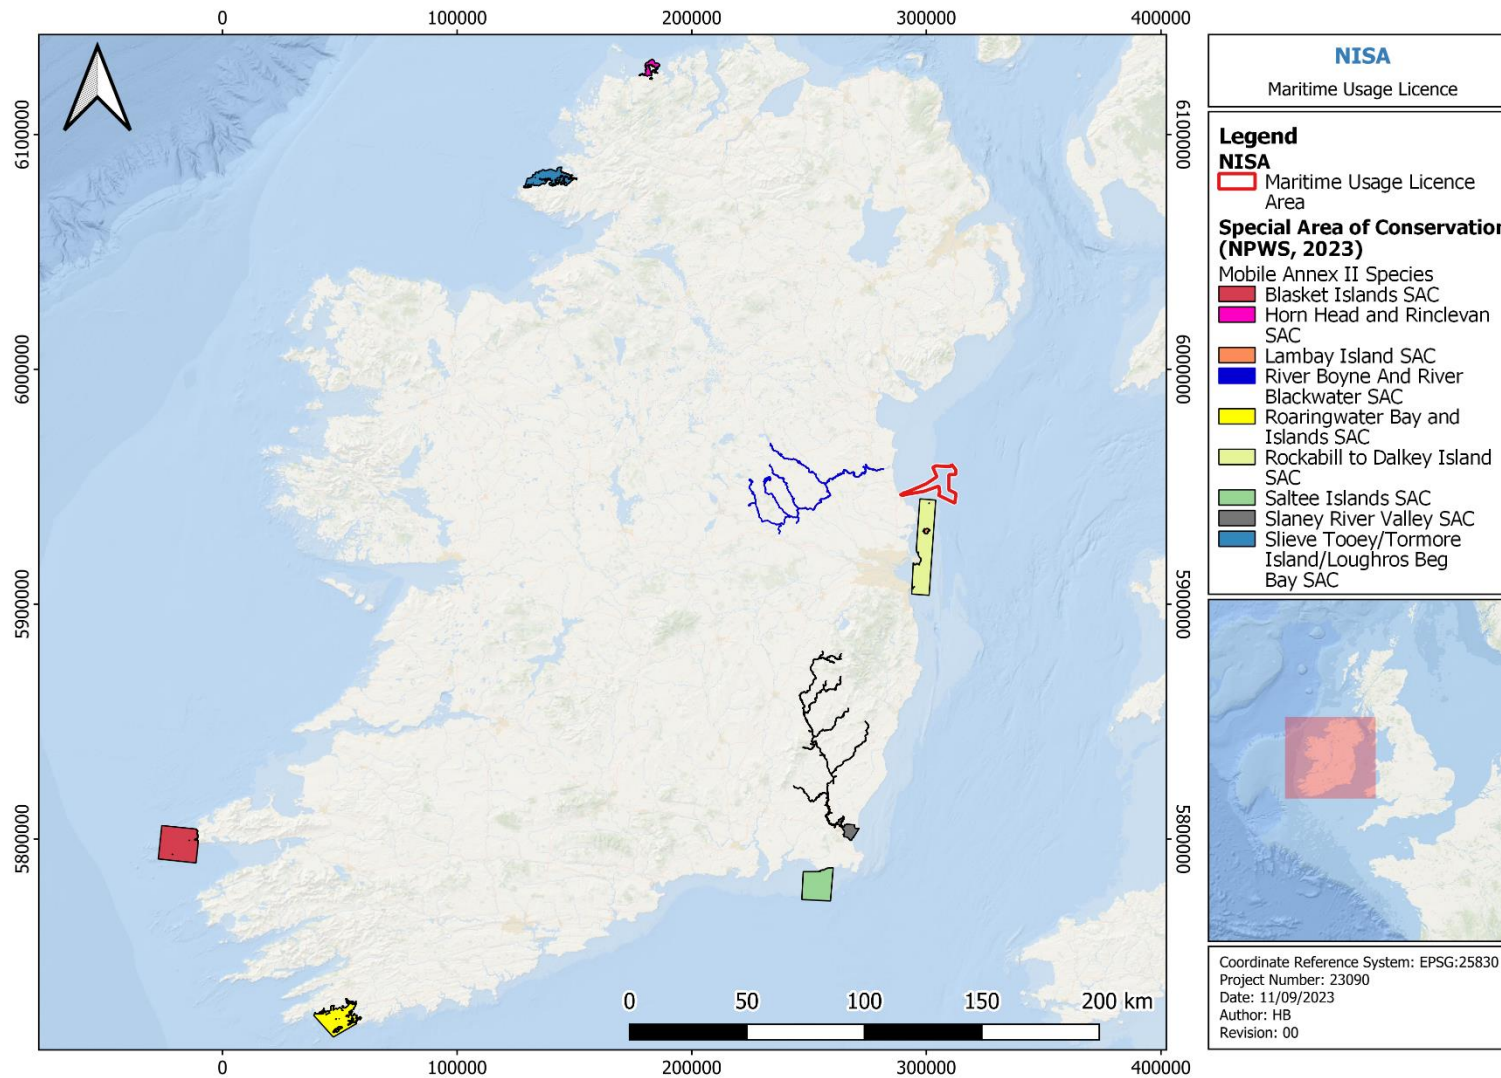 0 100000 200000 300000 400000
NISA
Maritime Usage Licence
Legend
NISA
Maritime Usage Licence
Area
Special Area of Conservation
(NPWS, 2023)
Mobile Annex II Species
Blasket Islands SAC
Horn Head and Rinclevan
SAC
Lambay Island SAC
River Boyne And River
Blackwater SAC
Roaringwater Bay and
Islands SAC
Rockabill to Dalkey Island
SAC
Saltee Islands SAC
Slaney River Valley SAC
Slieve Tooey/Tormore
Island/Loughros Beg
Bay SAC
6100000
6000000
5900000
5800000
6100000
6000000
5900000
5800000
0 50 100 150 200 km
0 100000 200000 300000 400000
Coordinate Reference System: EPSG:25830
Project Number: 23090
Date: 11/09/2023
Author: HB
Revision: 00